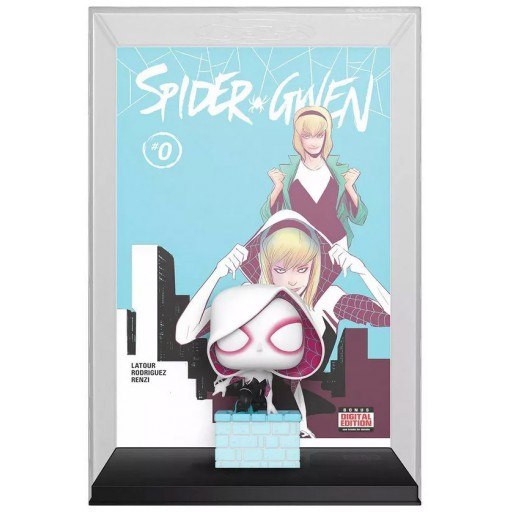 SPIDER GWEN
#0
LATOUR
RODRIGUEZ
RENZI
BONUS
DIGITAL
EDITION